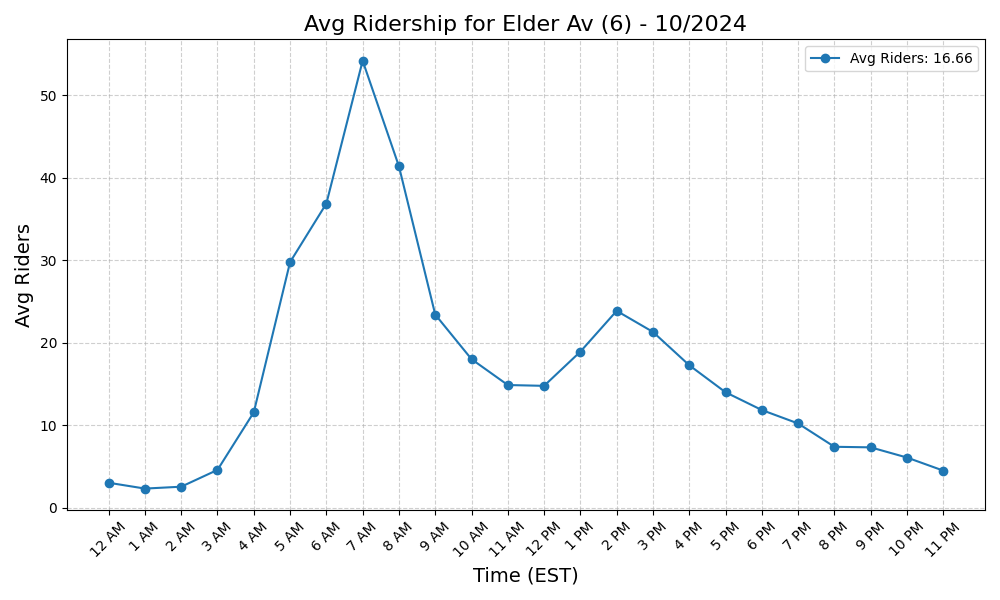 Avg Ridership for Elder Av (6) - 10/2024
Avg Riders: 16.66
Avg Riders
50
40
30
20
10
0
12 AM
1 AM
2 AM
3 AM
4 AM
5 AM
6 AM
7 AM
8 AM
9 AM
10 AM
11 AM
12 PM
1 PM
2 PM
3 PM
4 PM
5 PM
6 PM
7 PM
8 PM
9 PM
10 PM
11 PM
Time (EST)